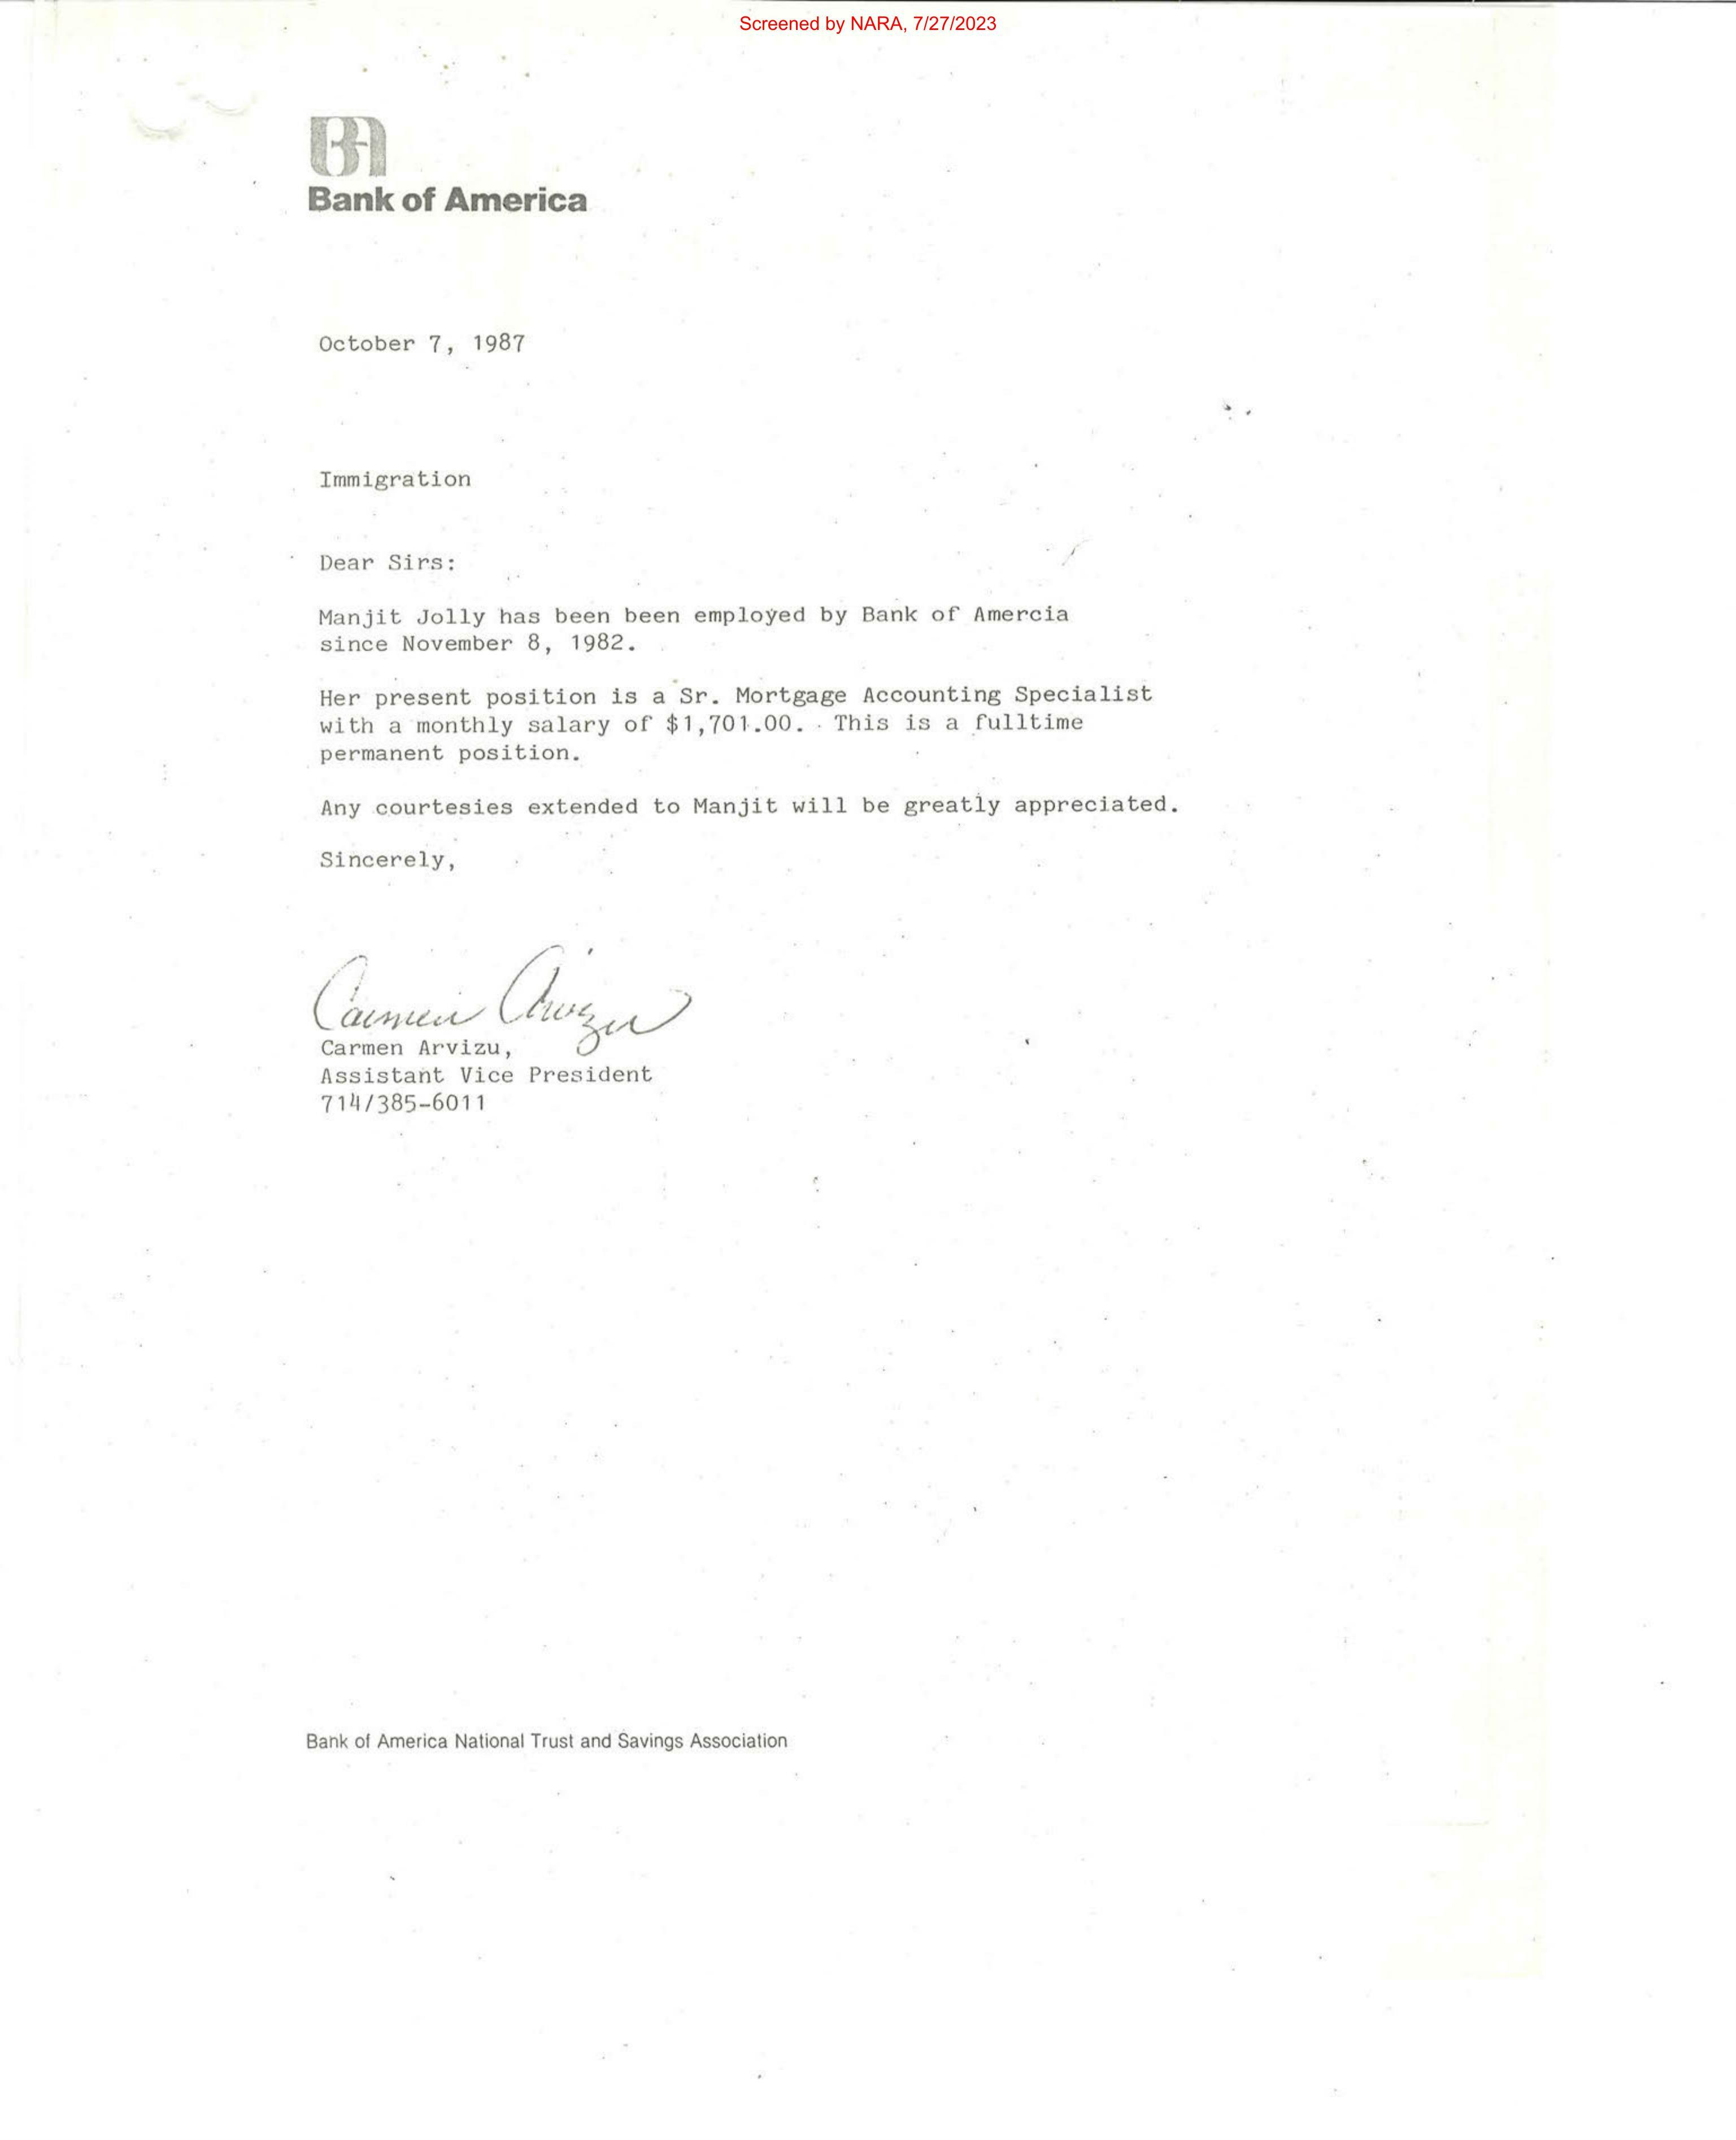 Screened by NARA, 7/27/2023
BA
Bank of America
October 7, 1987
Immigration
Dear Sirs:
Manjit Jolly has been been employed by Bank of Amercia
since November 8, 1982.
Her present position is a Sr. Mortgage Accounting Specialist
with a monthly salary of $1,701.00. This is a fulltime
permanent position.
Any courtesies extended to Manjit will be greatly appreciated.
Sincerely,
Carmen Arvizu
Carmen Arvizu,
Assistant Vice President
714/385-6011
Bank of America National Trust and Savings Association